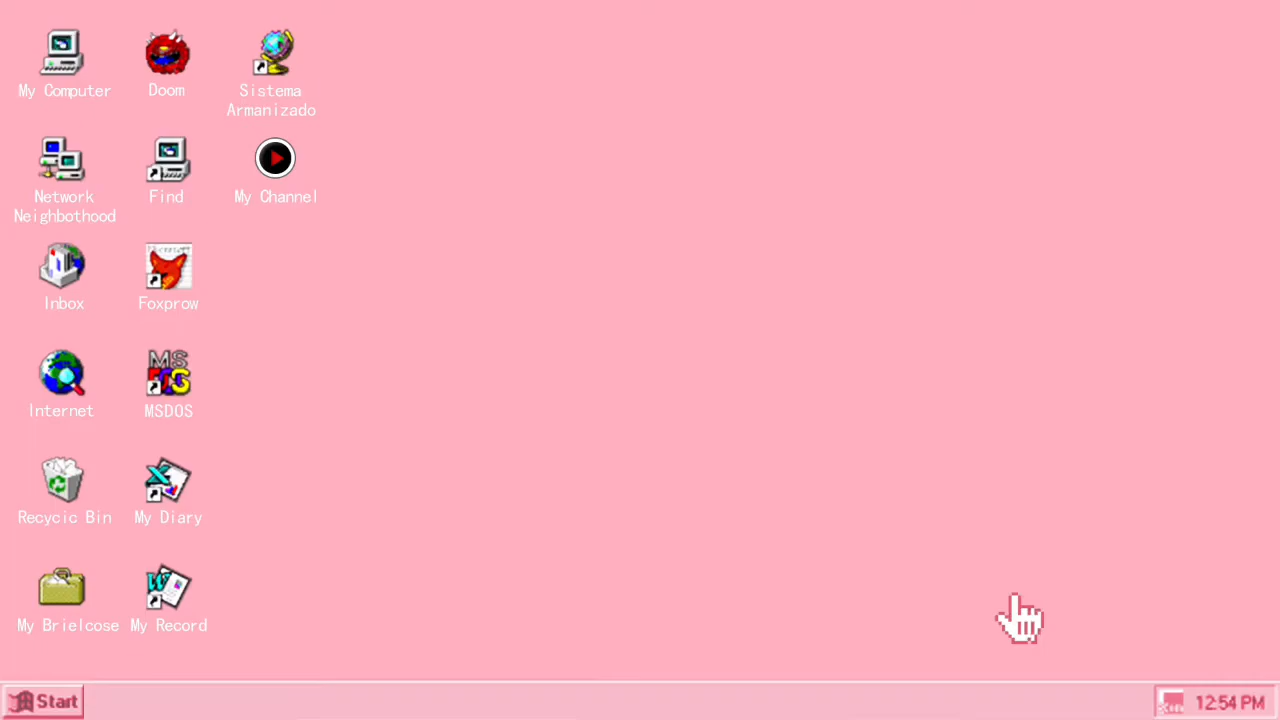 My Computer
Doom
Sistema
Armanizado
Network
Neighbothood
Find
My Channel
Inbox
Foxprow
Internet
MS
MSDOS
Recycic Bin
My Diary
My Brielcose
My Record
Start
12:54 PM